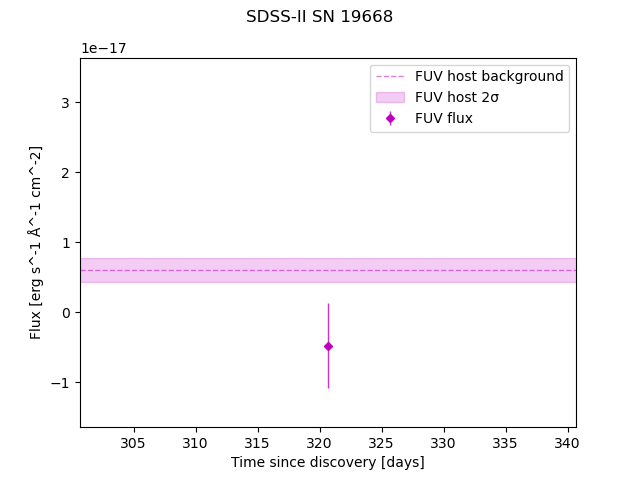 SDSS-II SN 19668
1e−17
FUV host background
FUV host 2σ
FUV flux
3
2
1
0
−1
Flux [erg s^-1 Å^-1 cm^-2]
305 310 315 320 325 330 335 340
Time since discovery [days]